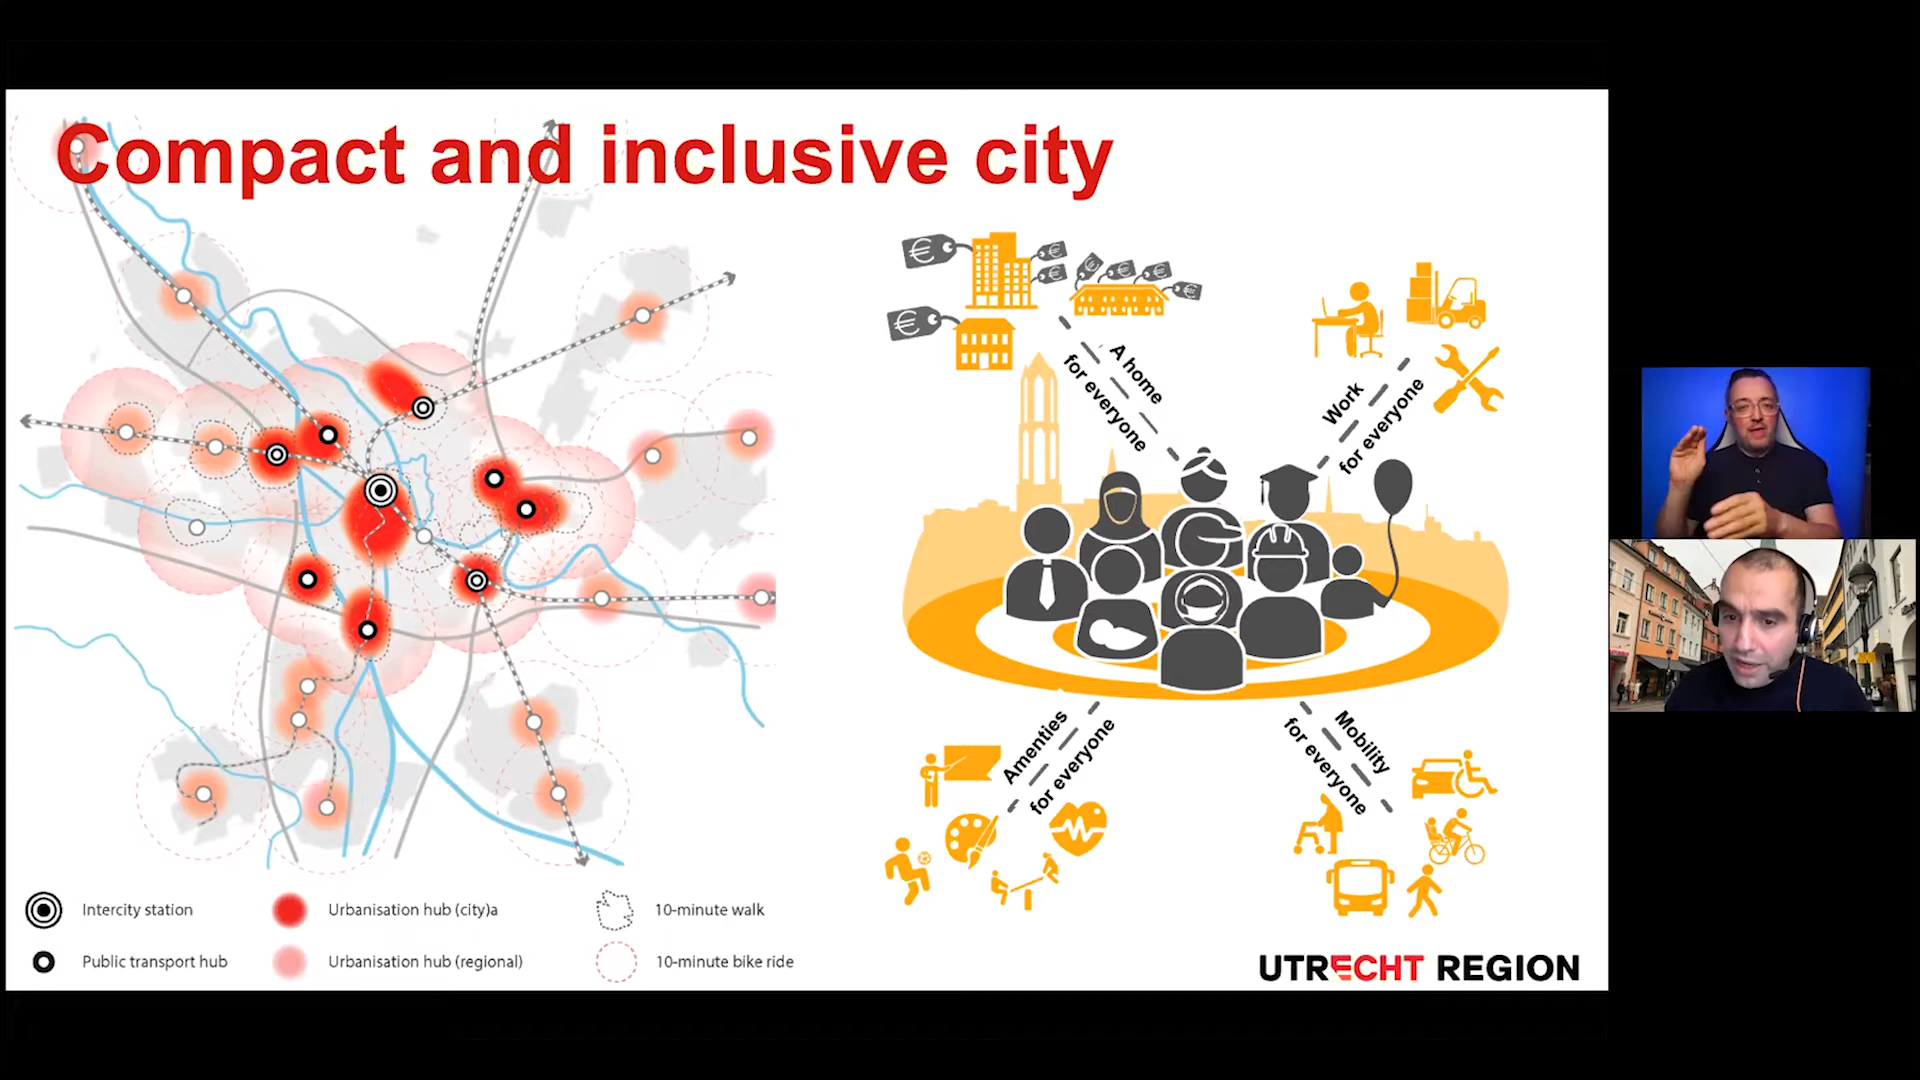 Compact and inclusive city
€
€
€
€
€
€
€
€
A home
for everyone
Work
for everyone
Amenties
for everyone
Mobility
for everyone
Intercity station
Urbanisation hub (city)a
10-minute walk
Public transport hub
Urbanisation hub (regional)
10-minute bike ride
UTRECHT REGION